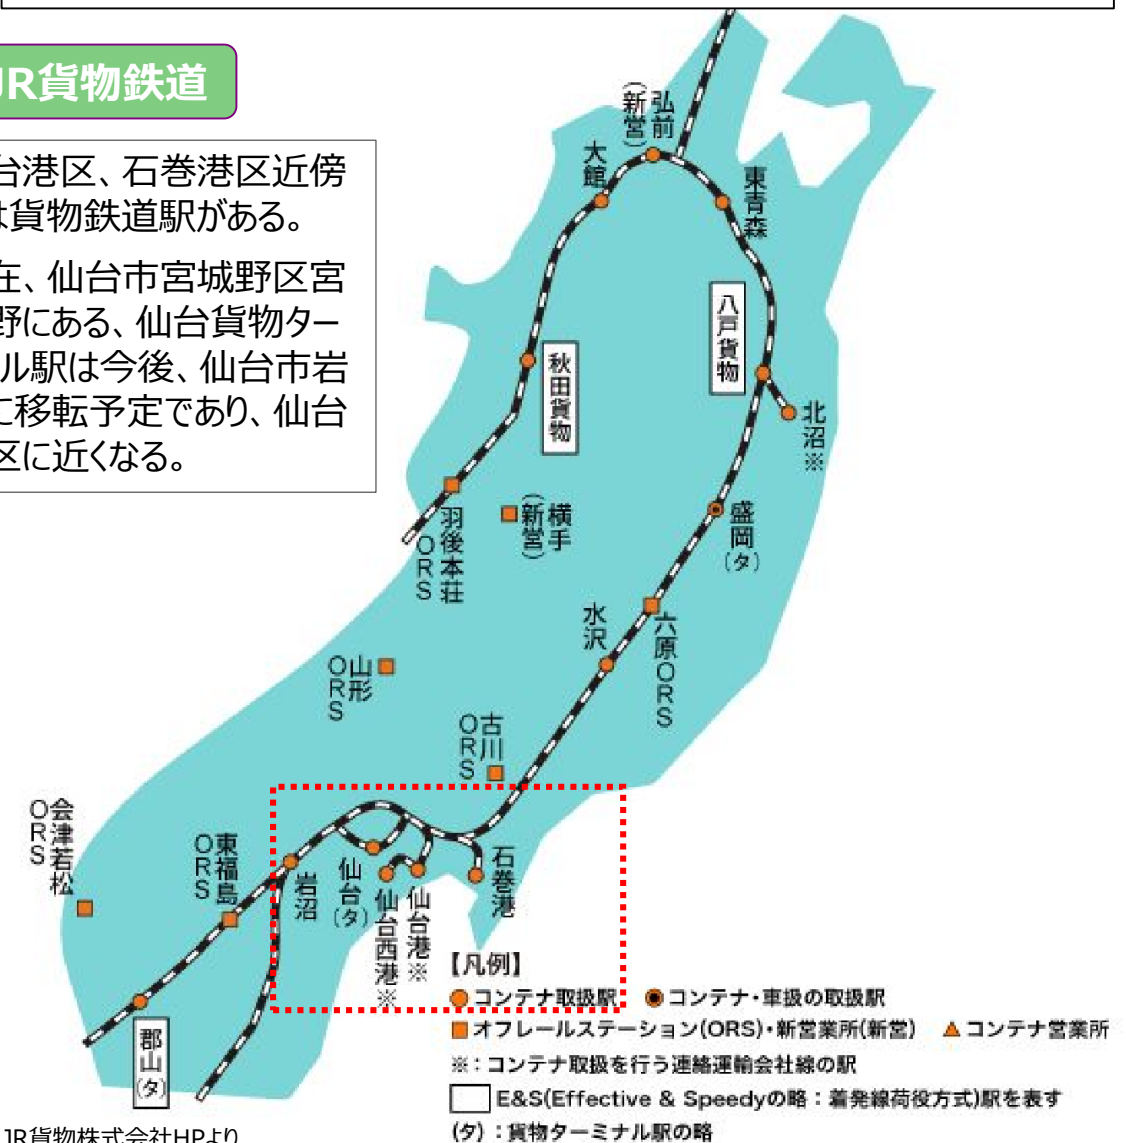 JR貨物鉄道
台港区、石巻港区近傍
は貨物鉄道駅がある。
在、仙台市宮城野区宮
野にある、仙台貨物ター
ル駅は今後、仙台市岩
に移転予定であり、仙台
区に近くなる。
弘前
(新営)
大館
東青森
八戸貨物
秋田貨物
北沼※
羽後本荘
ORS
横手
(新営)
盛岡
(タ)
水沢
六原ORS
山形
ORS
古川
ORS
会津若松
ORS
東福島
ORS
岩沼
仙台
(タ)
仙台西港※
仙台港※
石巻港
郡山
(タ)
【凡例】
コンテナ取扱駅
コンテナ・車扱の取扱駅
オフレールステーション(ORS)・新営業所(新営)
コンテナ営業所
※：コンテナ取扱を行う連絡運輸会社線の駅
E&S(Effective & Speedyの略：着発線荷役方式)駅を表す
(タ)：貨物ターミナル駅の略
JR貨物株式会社HPより